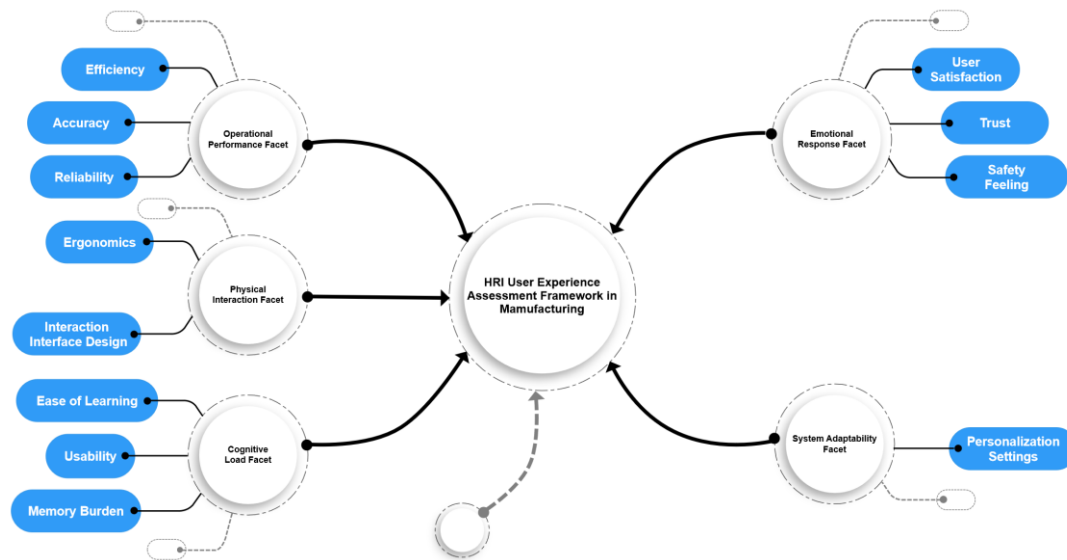 Efficiency
Accuracy
Reliability
Operational
Performance Facet
Ergonomics
Interaction
Interface Design
Physical
Interaction Facet
Ease of Learning
Usability
Memory Burden
Cognitive
Load Facet
HRI User Experience
Assessment Framework in
Mamufacturing
Emotional
Response Facet
User
Satisfaction
Trust
Safety
Feeling
System Adaptability
Facet
Personalization
Settings